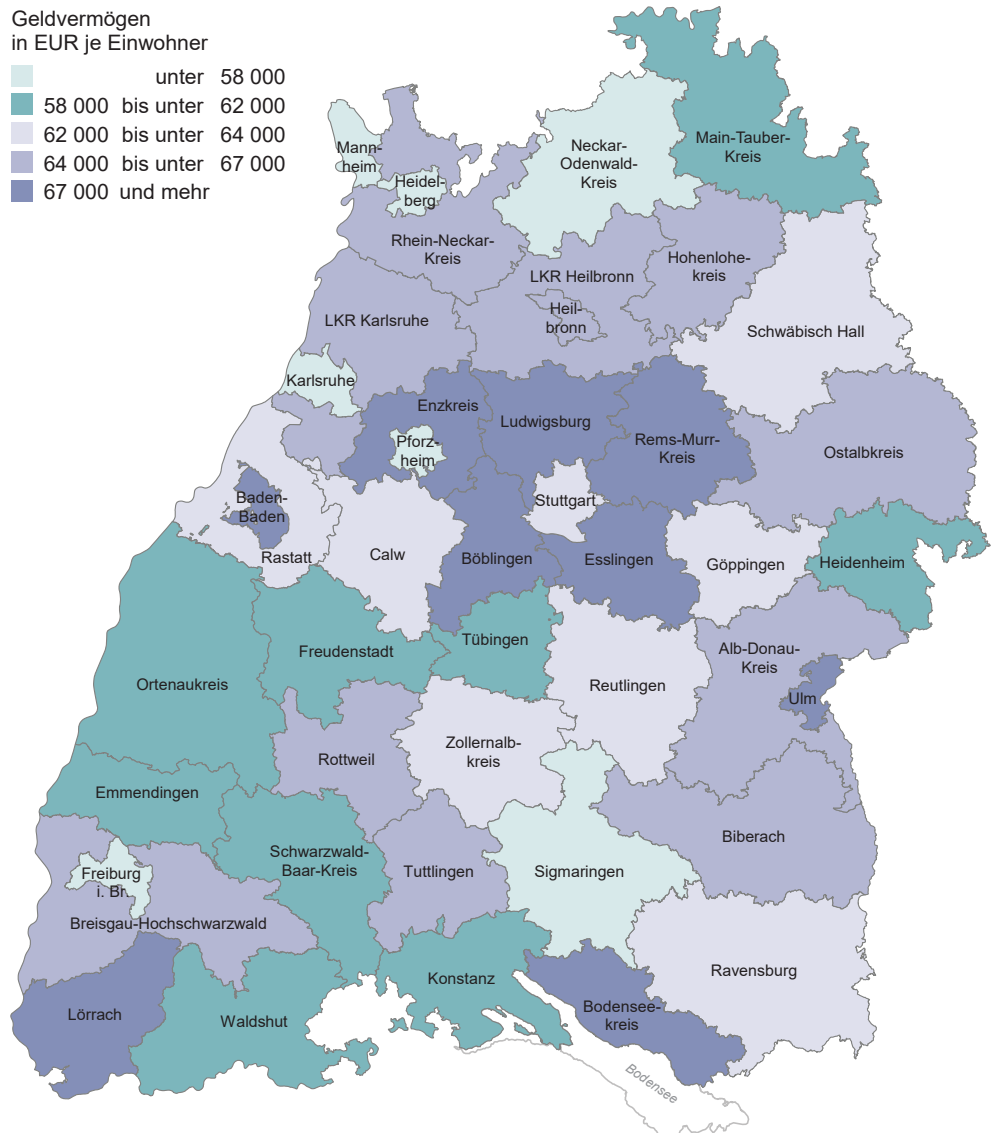 Geldvermögen
in EUR je Einwohner
unter 58 000
58 000 bis unter 62 000
62 000 bis unter 64 000
64 000 bis unter 67 000
67 000 und mehr
Main-Tauber-
Kreis
Neckar-
Odenwald-
Kreis
Mann-
heim
Heidel-
berg
Rhein-Neckar-
Kreis
Hohenlohe-
kreis
LKR Heilbronn
Heil-
bronn
LKR Karlsruhe
Schwäbisch Hall
Karlsruhe
Enzkreis
Ludwigsburg
Rems-Murr-
Kreis
Pforz-
heim
Ostalbkreis
Baden-
Baden
Stuttgart
Rastatt
Calw
Böblingen
Esslingen
Göppingen
Heidenheim
Tübingen
Freudenstadt
Alb-Donau-
Kreis
Ortenaukreis
Reutlingen
Ulm
Zollernalb-
kreis
Rottweil
Emmendingen
Biberach
Schwarzwald-
Baar-Kreis
Tuttlingen
Sigmaringen
Freiburg
i. Br.
Breisgau-Hochschwarzwald
Ravensburg
Konstanz
Lörrach
Waldshut
Bodensee-
kreis
Bodensee